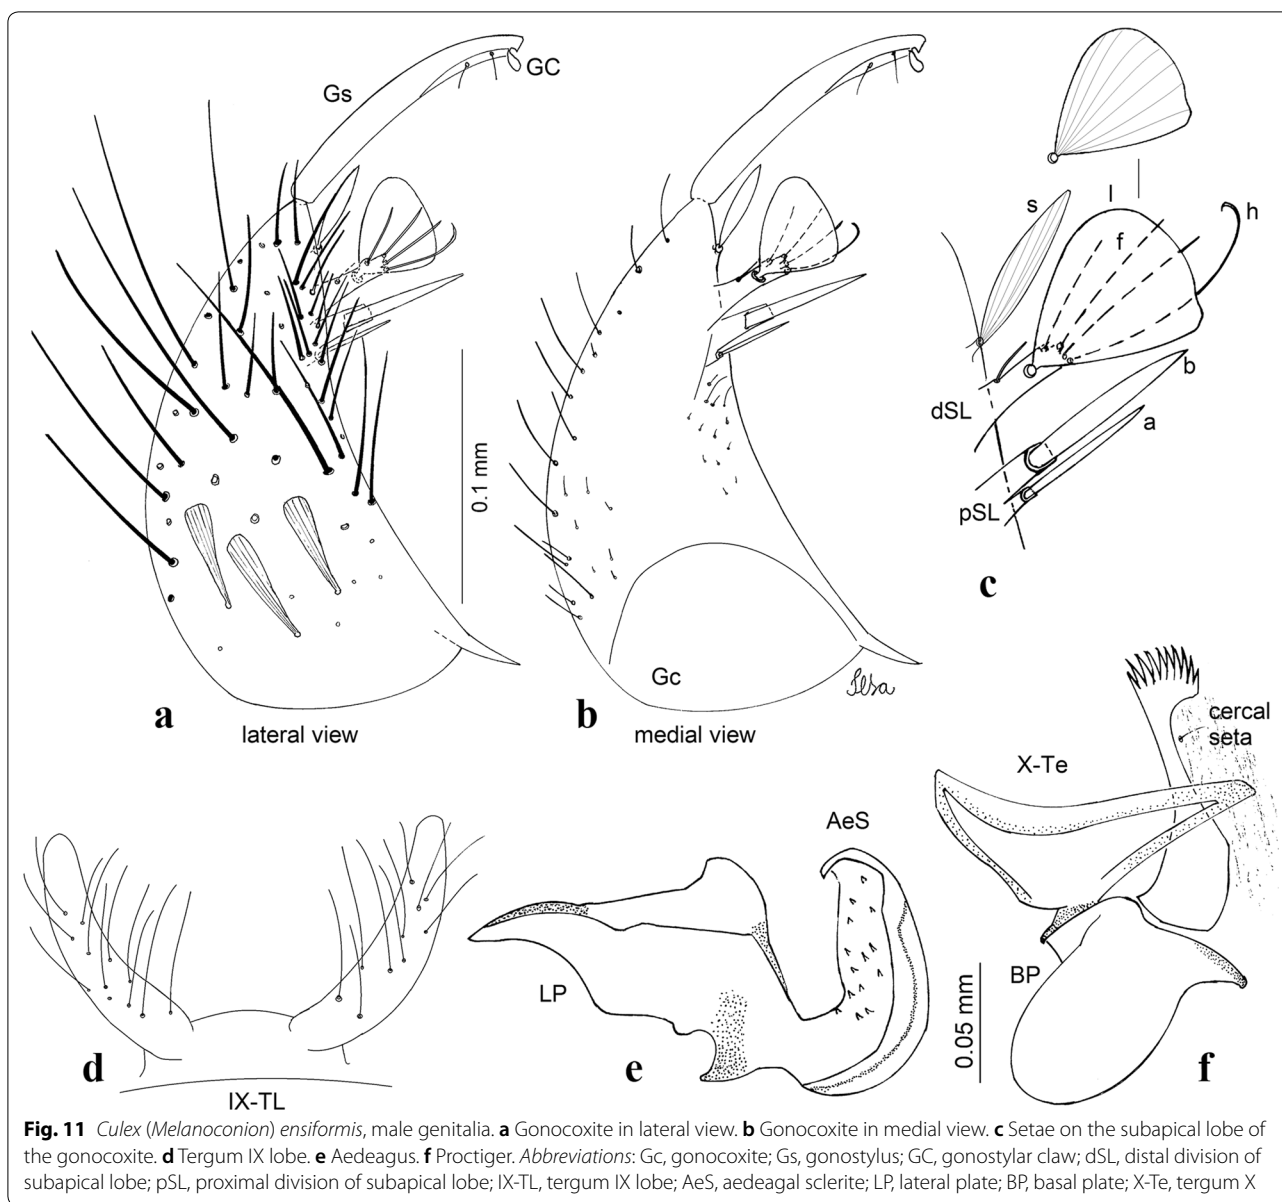 GC
Gs
l
s
h
f
b
dSL
a
0.1 mm
pSL
c
Gc
a
b
lateral view
medial view
cercal
seta
X-Te
AeS
LP
BP
0.05 mm
d
e
f
IX-TL
Fig. 11 Culex (Melanoconion) ensiformis, male genitalia. a Gonocoxite in lateral view. b Gonocoxite in medial view. c Setae on the subapical lobe of
the gonocoxite. d Tergum IX lobe. e Aedeagus. f Proctiger. Abbreviations: Gc, gonocoxite; Gs, gonostylus; GC, gonostylar claw; dSL, distal division of
subapical lobe; pSL, proximal division of subapical lobe; IX-TL, tergum IX lobe; AeS, aedeagal sclerite; LP, lateral plate; BP, basal plate; X-Te, tergum X